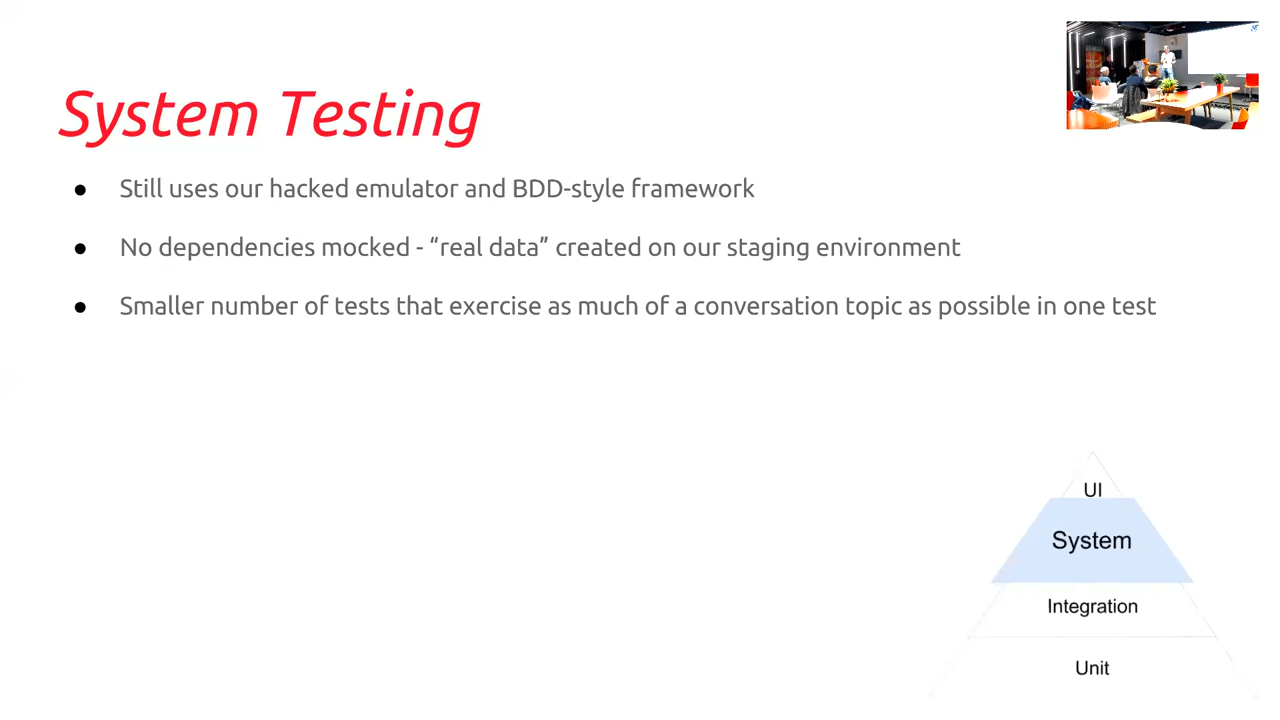 System Testing
● Still uses our hacked emulator and BDD-style framework
● No dependencies mocked - “real data” created on our staging environment
● Smaller number of tests that exercise as much of a conversation topic as possible in one test
UI
System
Integration
Unit